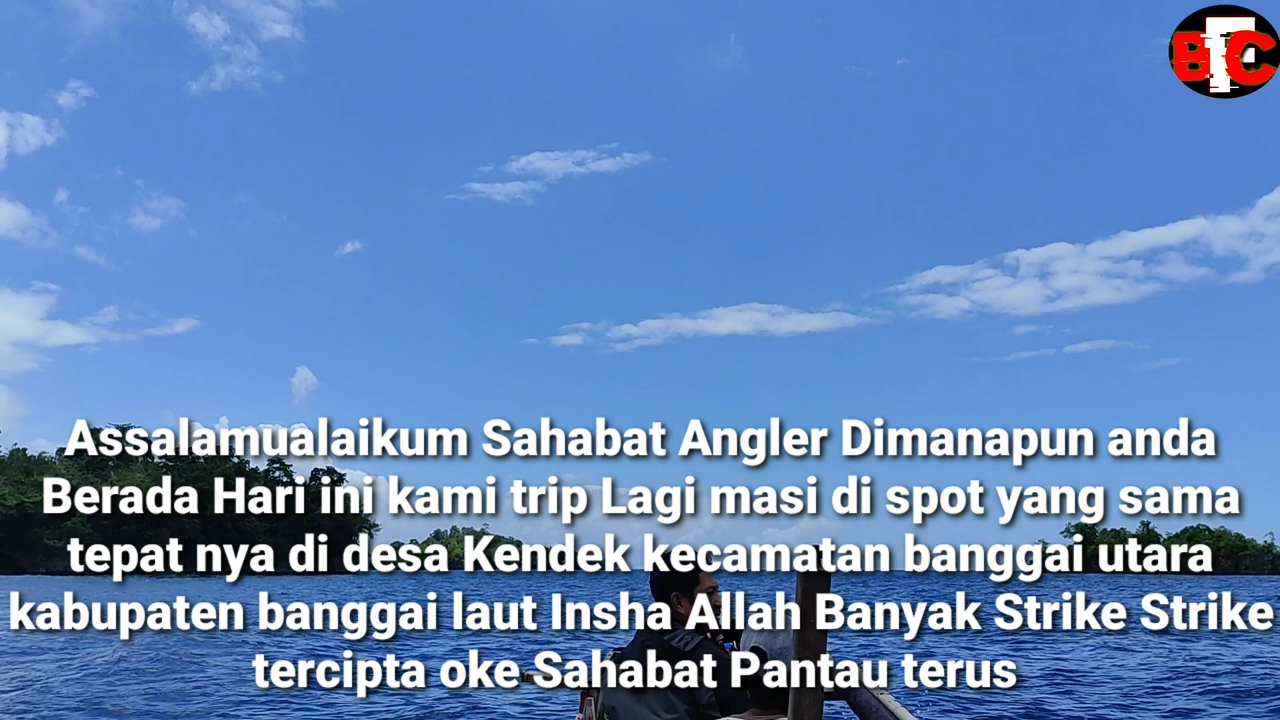 BFC
Assalamualaikum Sahabat Angler Dimanapun anda
Berada Hari ini kami trip Lagi masi di spot yang sama
tepat nya di desa Kendek kecamatan banggai utara
kabupaten banggai laut Insha Allah Banyak Strike Strike
tercipta oke Sahabat Pantau terus